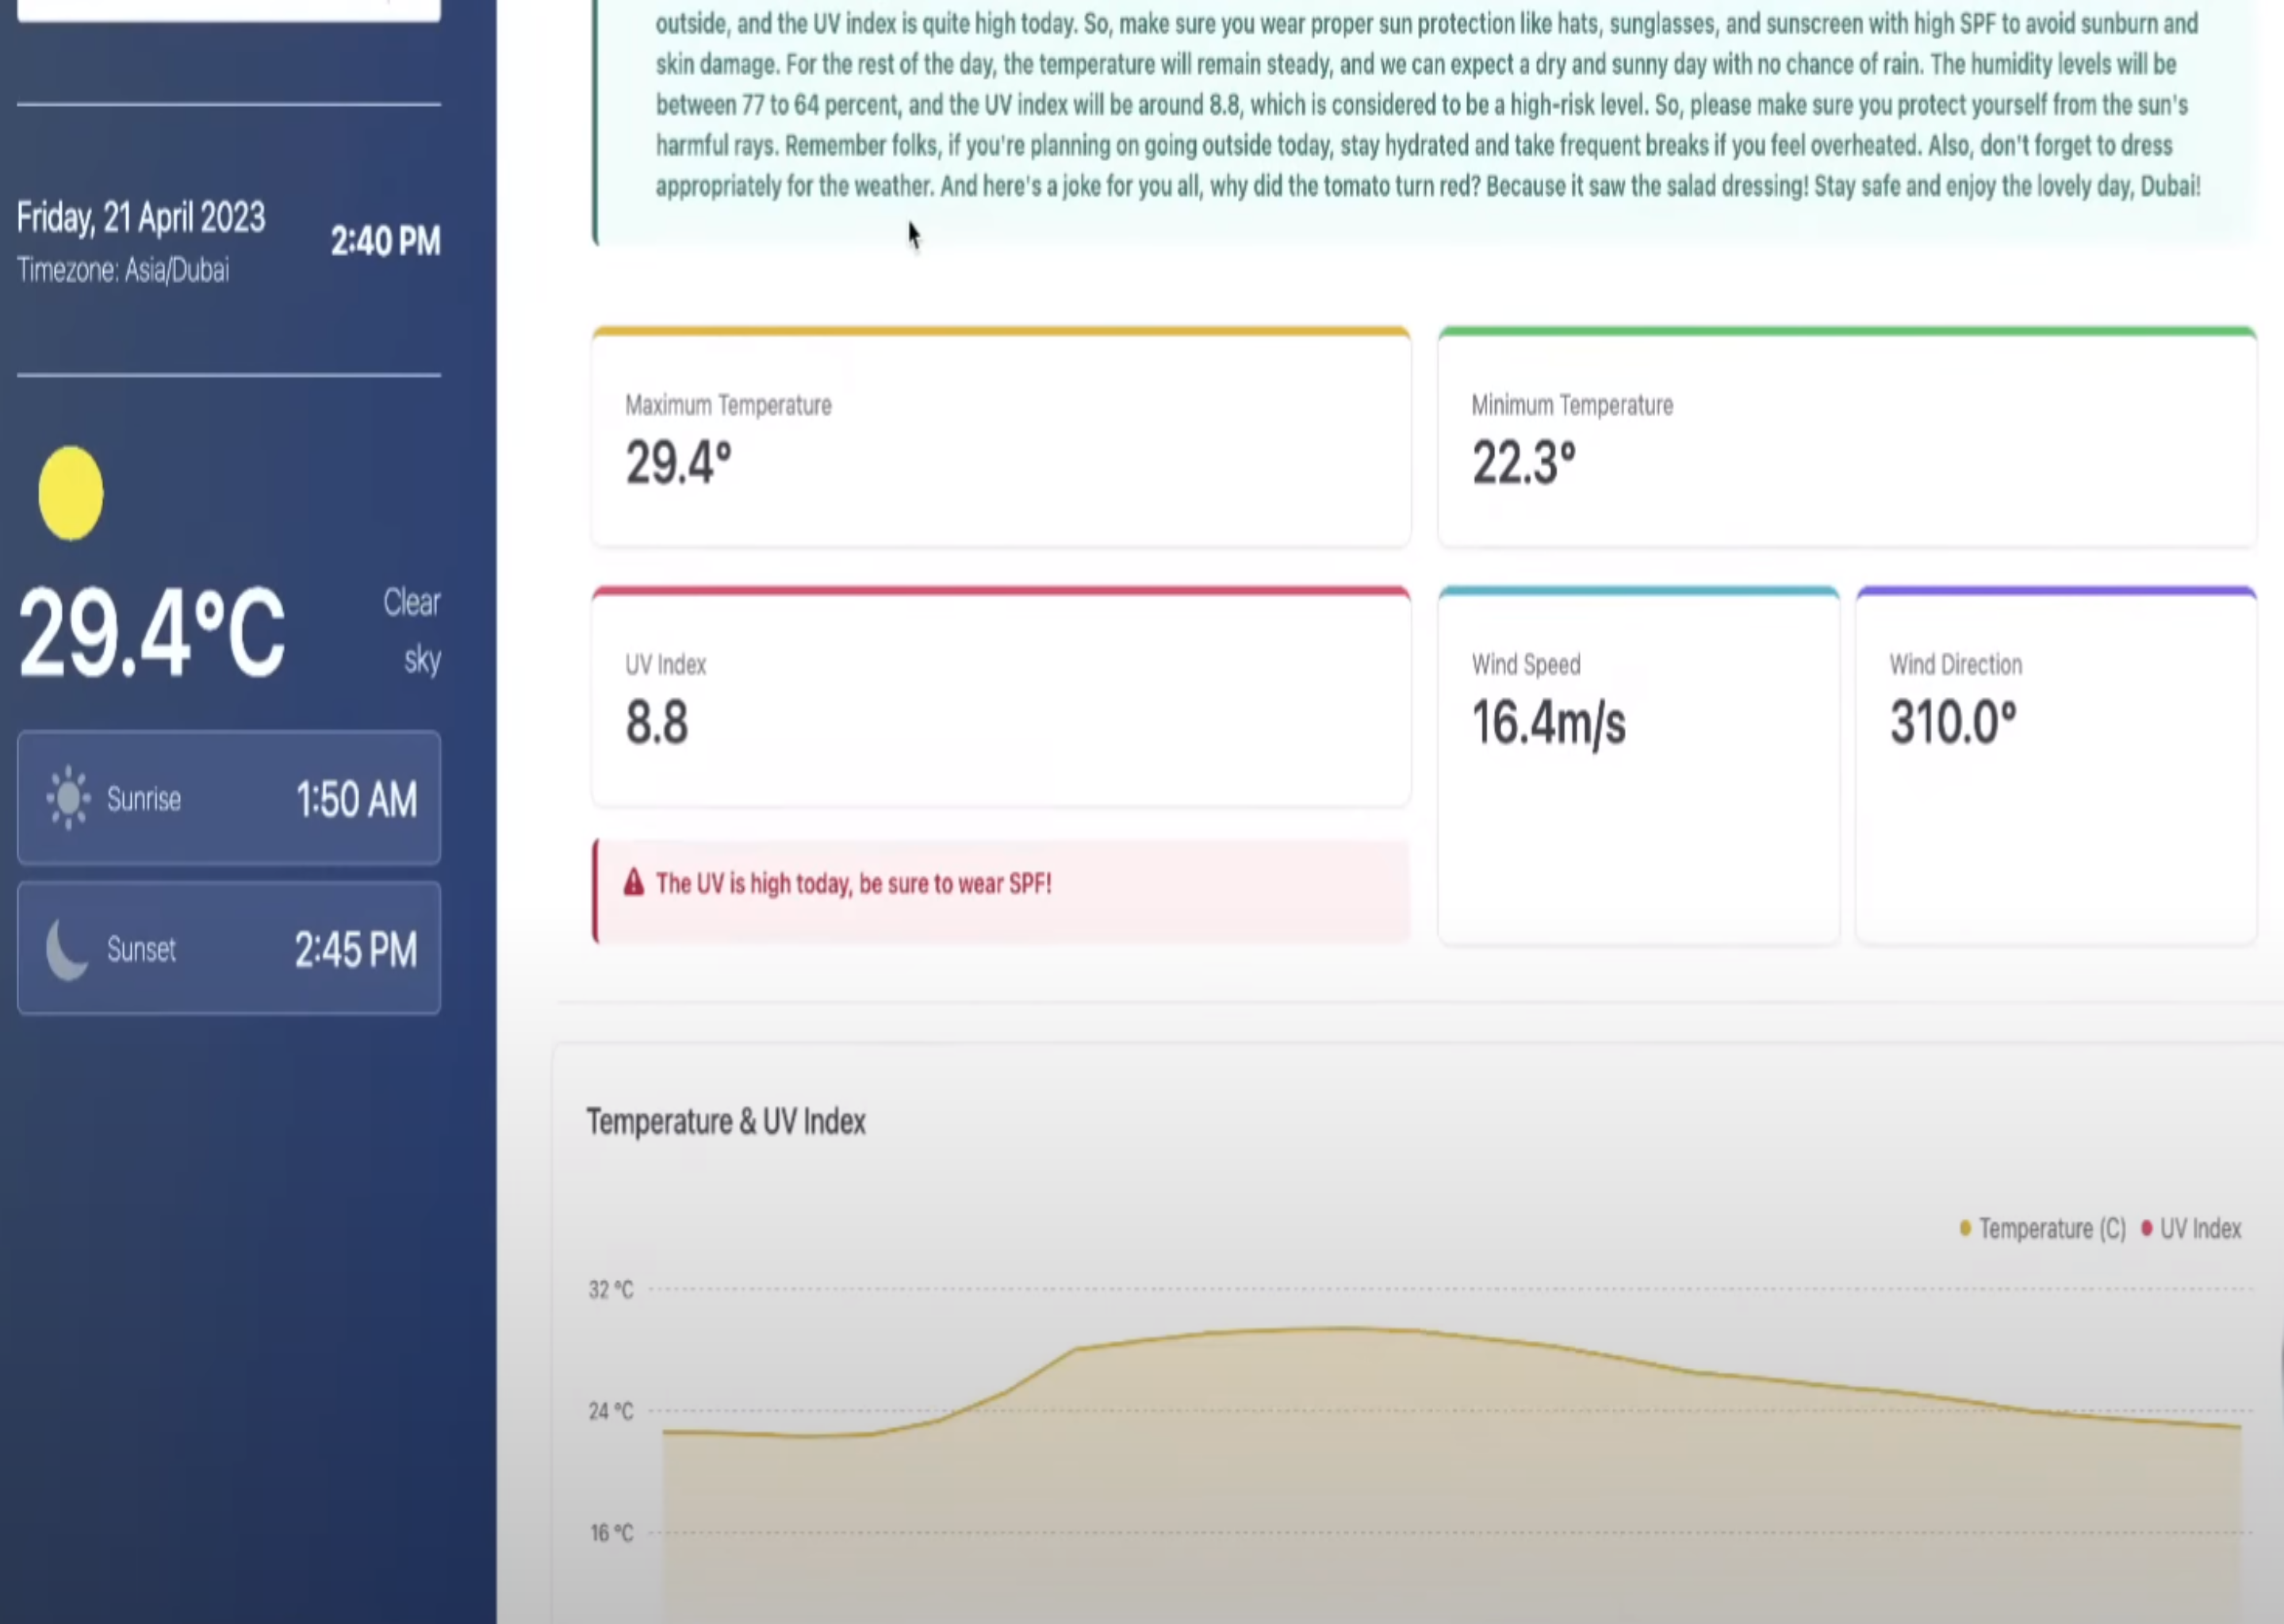 Friday, 21 April 2023
Timezone: Asia/Dubai
2:40 PM
29.4°C
Clear
sky
Sunrise
1:50 AM
Sunset
2:45 PM
outside, and the UV index is quite high today. So, make sure you wear proper sun protection like hats, sunglasses, and sunscreen with high SPF to avoid sunburn and
skin damage. For the rest of the day, the temperature will remain steady, and we can expect a dry and sunny day with no chance of rain. The humidity levels will be
between 77 to 64 percent, and the UV index will be around 8.8, which is considered to be a high-risk level. So, please make sure you protect yourself from the sun's
harmful rays. Remember folks, if you're planning on going outside today, stay hydrated and take frequent breaks if you feel overheated. Also, don't forget to dress
appropriately for the weather. And here's a joke for you all, why did the tomato turn red? Because it saw the salad dressing! Stay safe and enjoy the lovely day, Dubai!
Maximum Temperature
29.4°
Minimum Temperature
22.3°
UV Index
8.8
Wind Speed
16.4m/s
Wind Direction
310.0°
The UV is high today, be sure to wear SPF!
Temperature & UV Index
Temperature (C) UV Index
32 °C
24 °C
16 °C